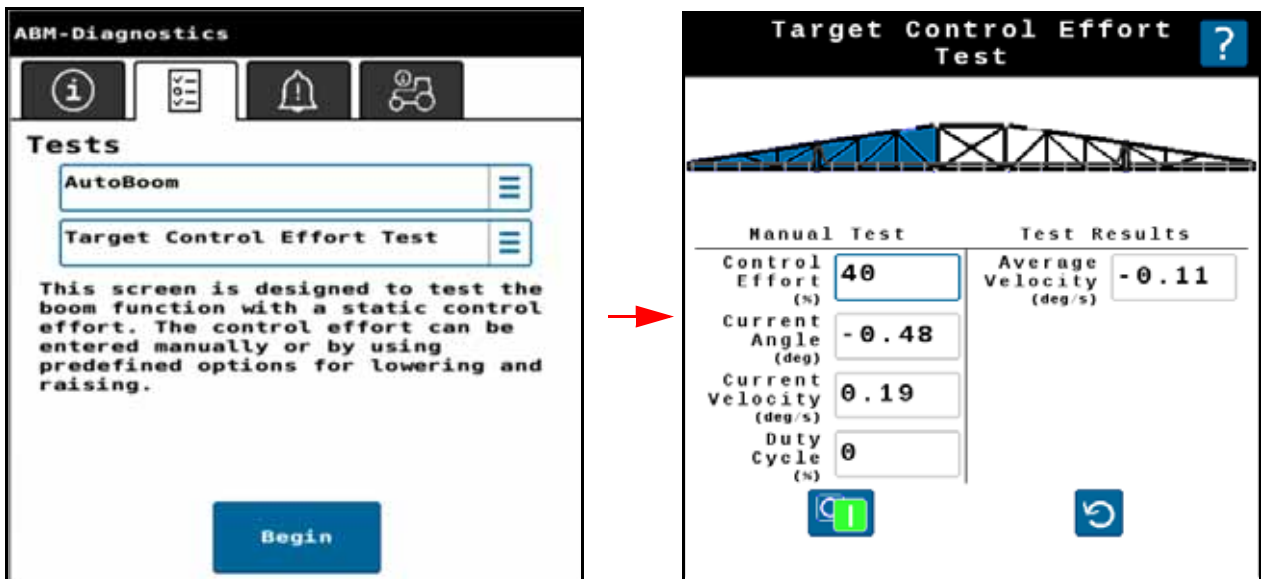 ABM-Diagnostics
Tests
AutoBoom
Target Control Effort Test
This screen is designed to test the
boom function with a static control
effort. The control effort can be
entered manually or by using
predefined options for lowering and
raising.
Begin
Target Control Effort
Test
?
Manual Test
Control
Effort
(%)
40
Current
Angle
(deg)
-0.48
Current
Velocity
(deg/s)
0.19
Duty
Cycle
(%)
0
Test Results
Average
Velocity
(deg/s)
-0.11